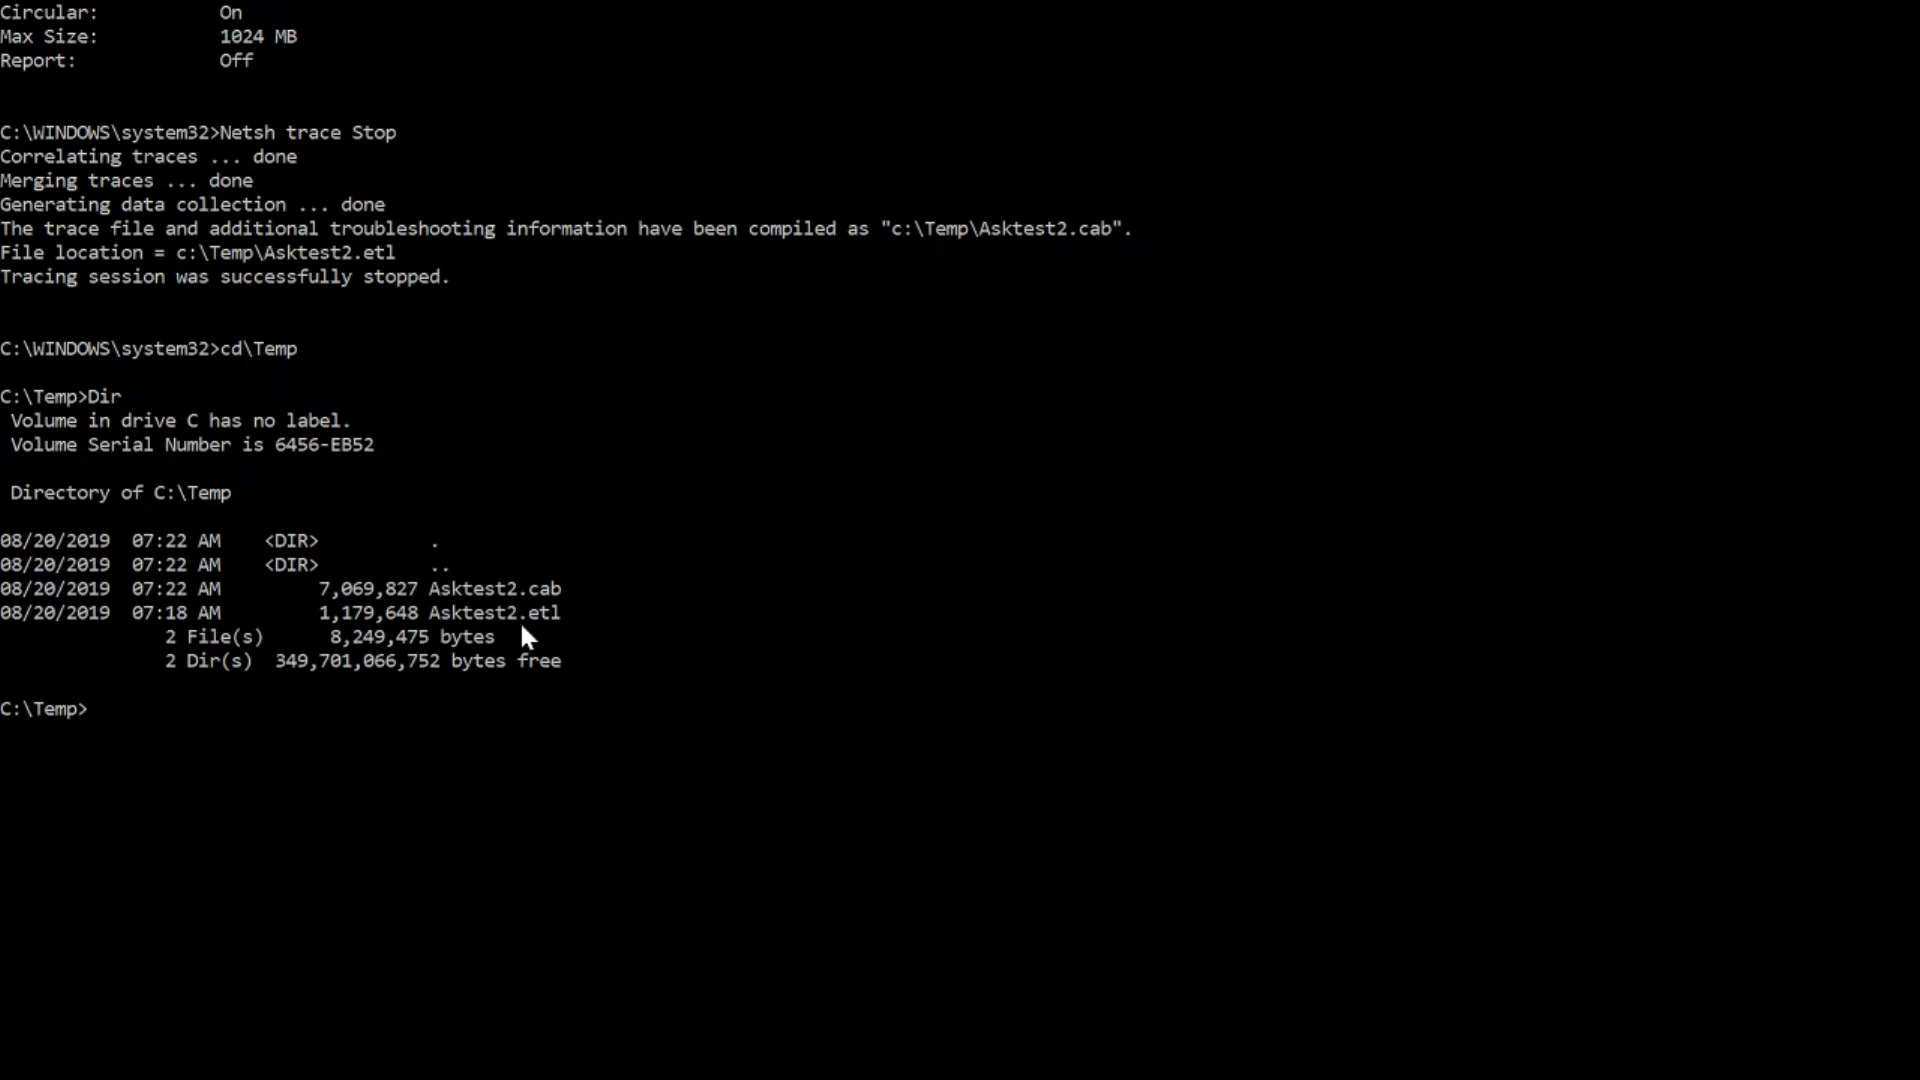 Circular: On
Max Size: 1024 MB
Report: Off
C:\WINDOWS\system32>Netsh trace Stop
Correlating traces ... done
Merging traces ... done
Generating data collection ... done
The trace file and additional troubleshooting information have been compiled as "c:\Temp\Asktest2.cab".
File location = c:\Temp\Asktest2.etl
Tracing session was successfully stopped.
C:\WINDOWS\system32>cd\Temp
C:\Temp>Dir
Volume in drive C has no label.
Volume Serial Number is 6456-EB52
Directory of C:\Temp
08/20/2019 07:22 AM <DIR> .
08/20/2019 07:22 AM <DIR> ..
08/20/2019 07:22 AM 7,069,827 Asktest2.cab
08/20/2019 07:18 AM 1,179,648 Asktest2.etl
2 File(s) 8,249,475 bytes
2 Dir(s) 349,701,066,752 bytes free
C:\Temp>